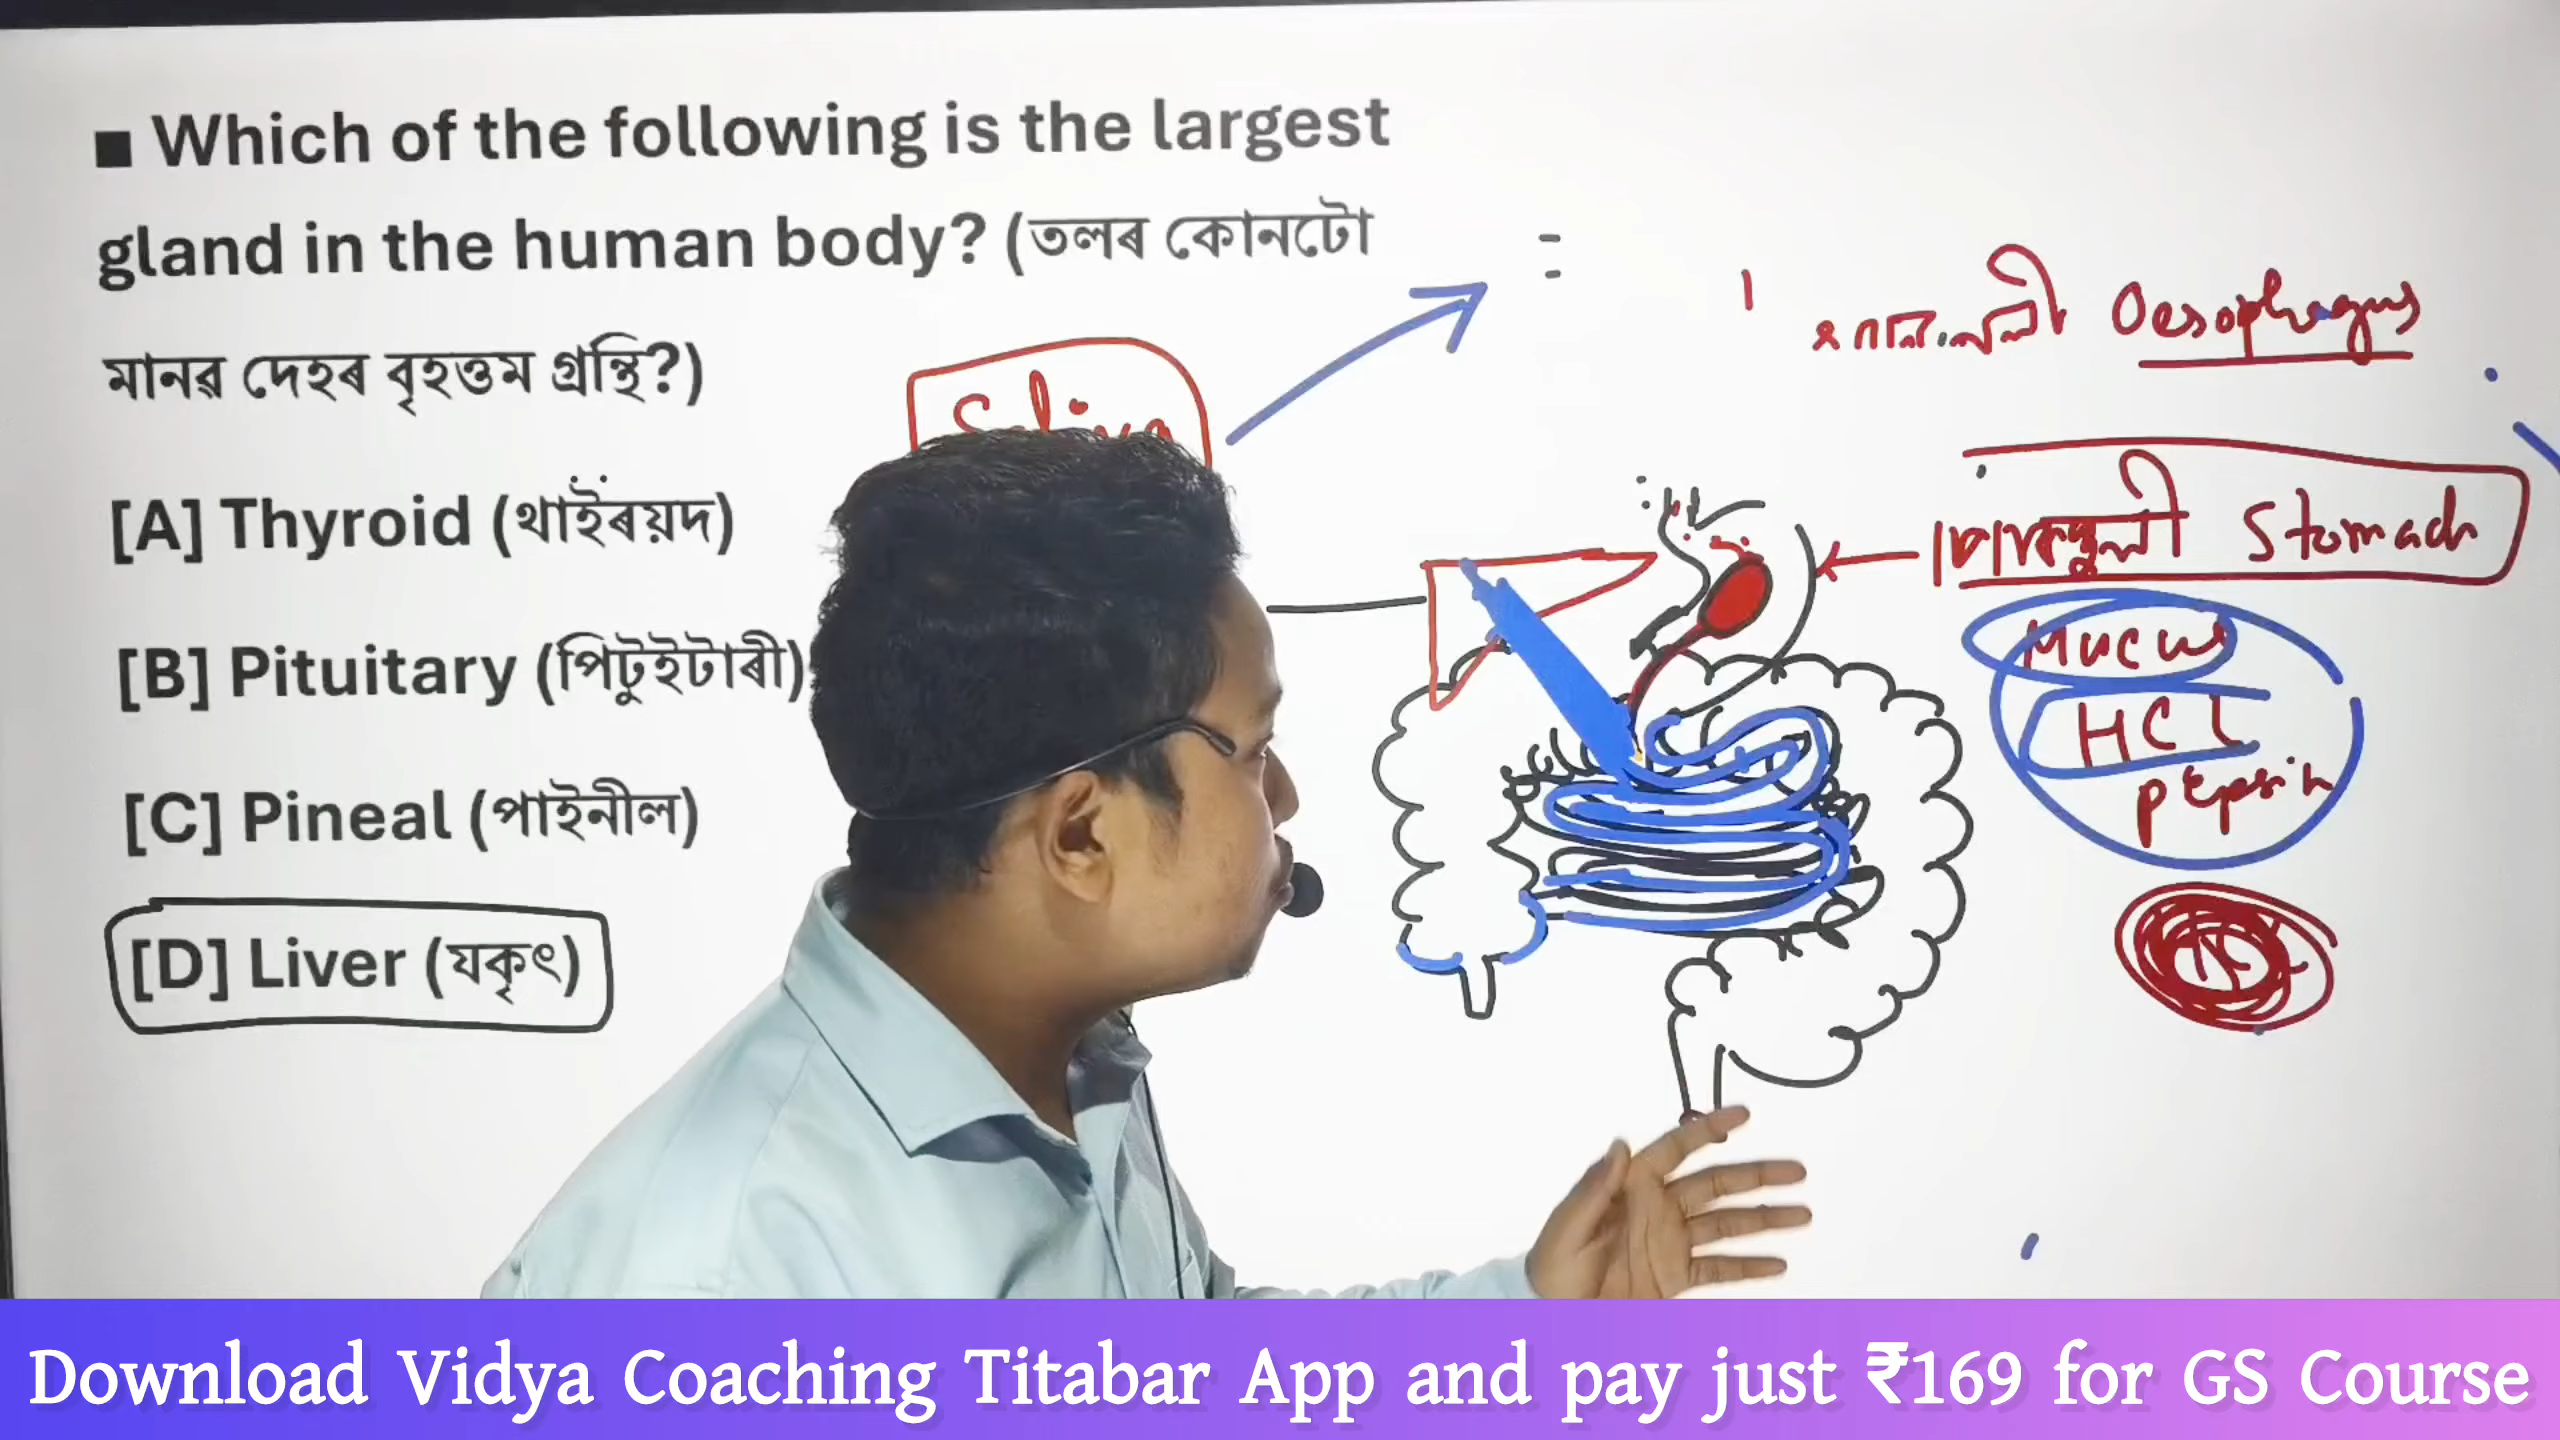 ■ Which of the following is the largest
gland in the human body? (তলৰ কোনটো
মানৱ দেহৰ বৃহত্তম গ্ৰন্থি?)
[A] Thyroid (থাইৰয়দ)
[B] Pituitary (পিটুইটাৰী)
[C] Pineal (পাইনীল)
[D] Liver (যকৃৎ)
Oesophagus
Stomach
Mucus
HCl
pepsin
Download Vidya Coaching Titabar App and pay just ₹169 for GS Course